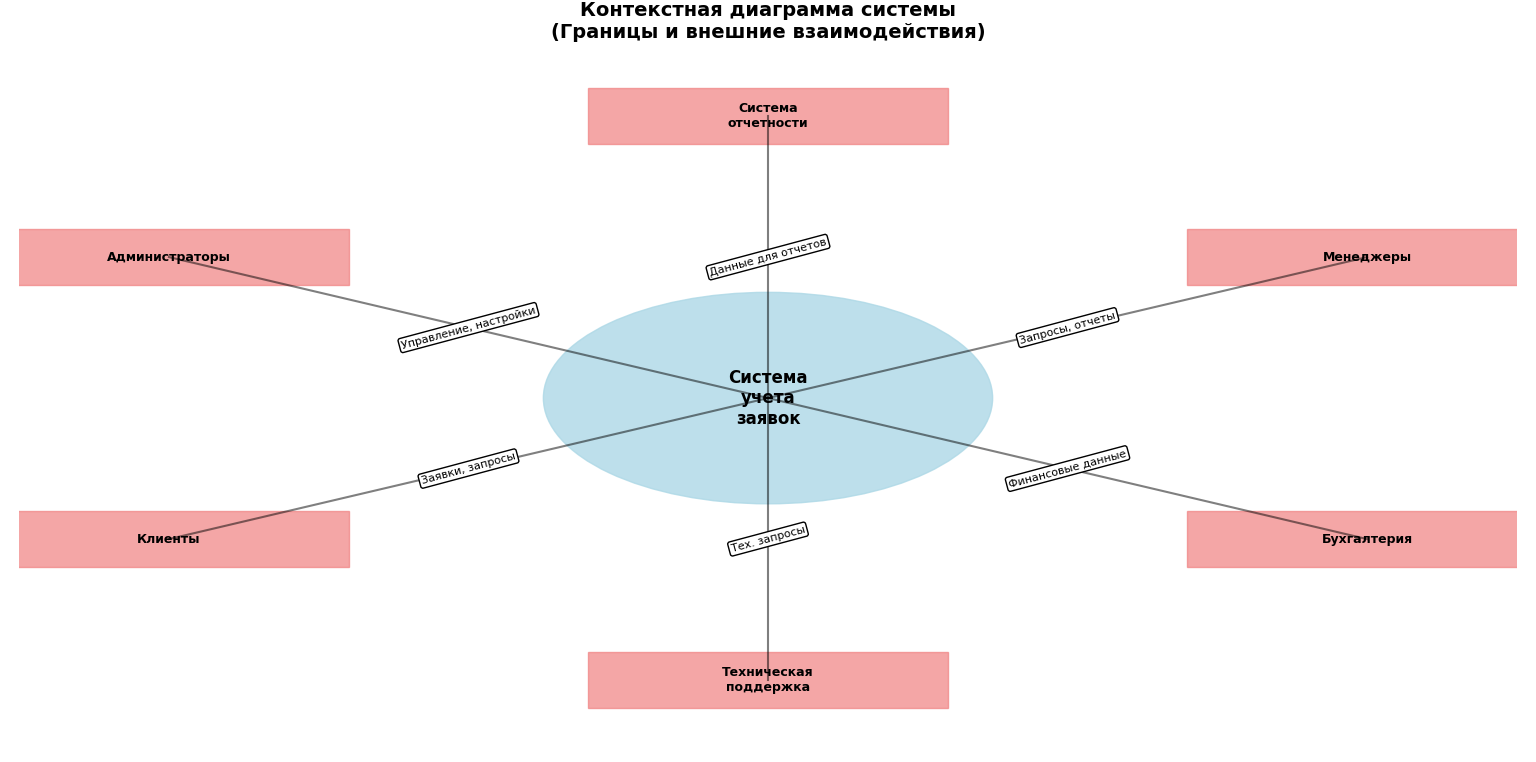 Контекстная диаграмма системы
(Границы и внешние взаимодействия)
Система
отчетности
Данные для отчетов
Администраторы
Менеджеры
Управление, настройки
Запросы, отчеты
Система
учета
заявок
Заявки, запросы
Финансовые данные
Клиенты
Тех. запросы
Бухгалтерия
Техническая
поддержка